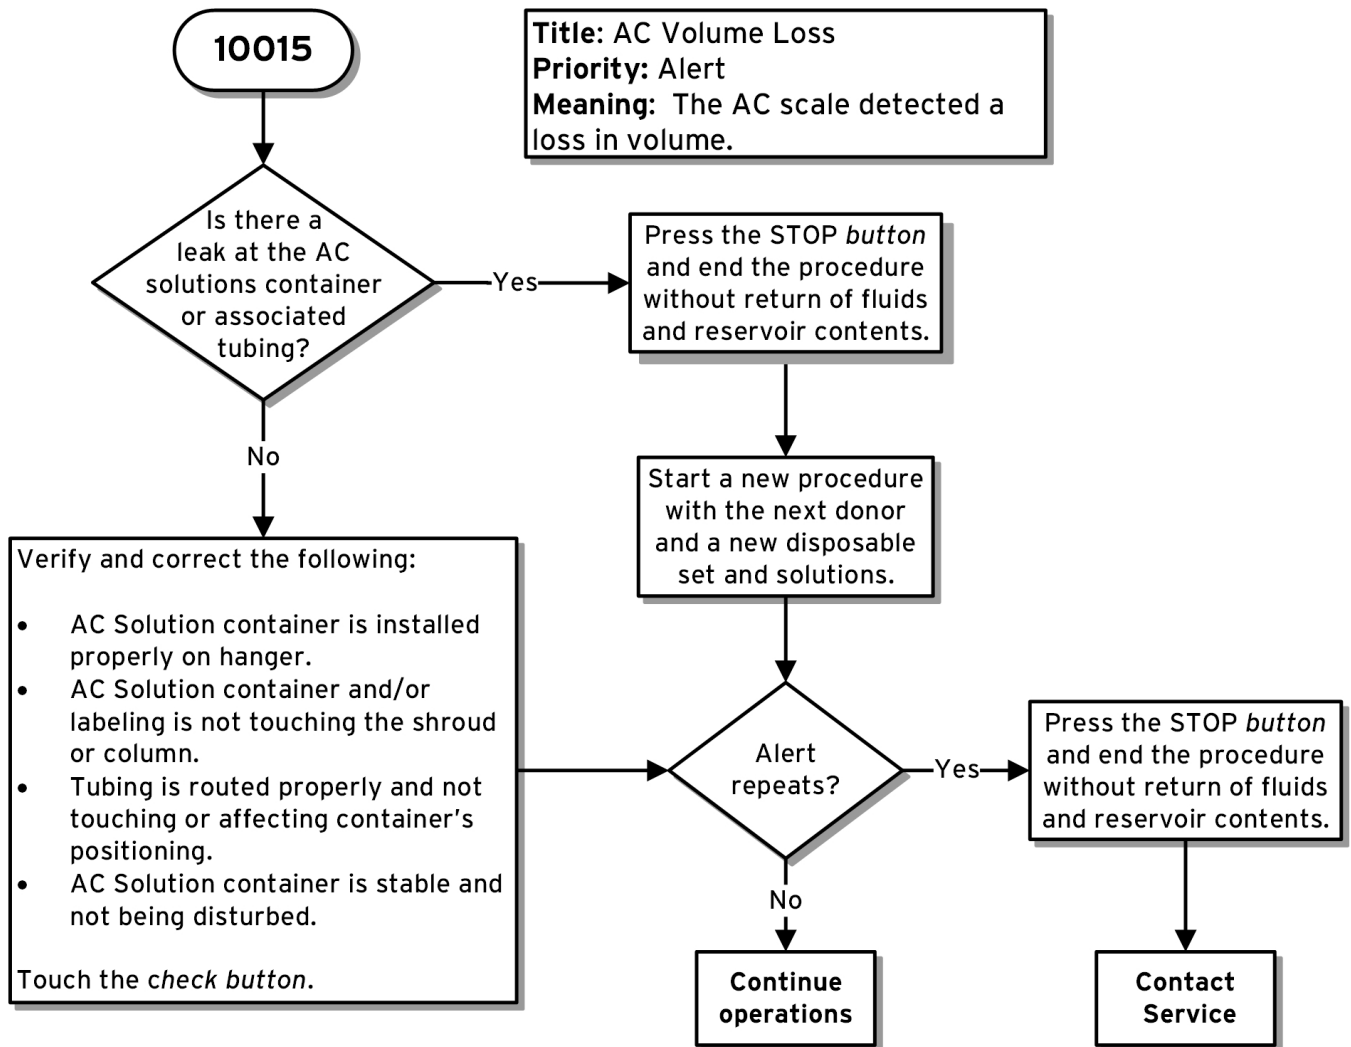 10015
Title: AC Volume Loss
Priority: Alert
Meaning: The AC scale detected a
loss in volume.
Is there a
leak at the AC
solutions container
or associated
tubing?
Yes
Press the STOP button
and end the procedure
without return of fluids
and reservoir contents.
No
Start a new procedure
with the next donor
and a new disposable
set and solutions.
Verify and correct the following:
• AC Solution container is installed
properly on hanger.
• AC Solution container and/or
labeling is not touching the shroud
or column.
• Tubing is routed properly and not
touching or affecting container's
positioning.
• AC Solution container is stable and
not being disturbed.
Touch the check button.
Alert
repeats?
Yes
Press the STOP button
and end the procedure
without return of fluids
and reservoir contents.
No
Continue
operations
Contact
Service